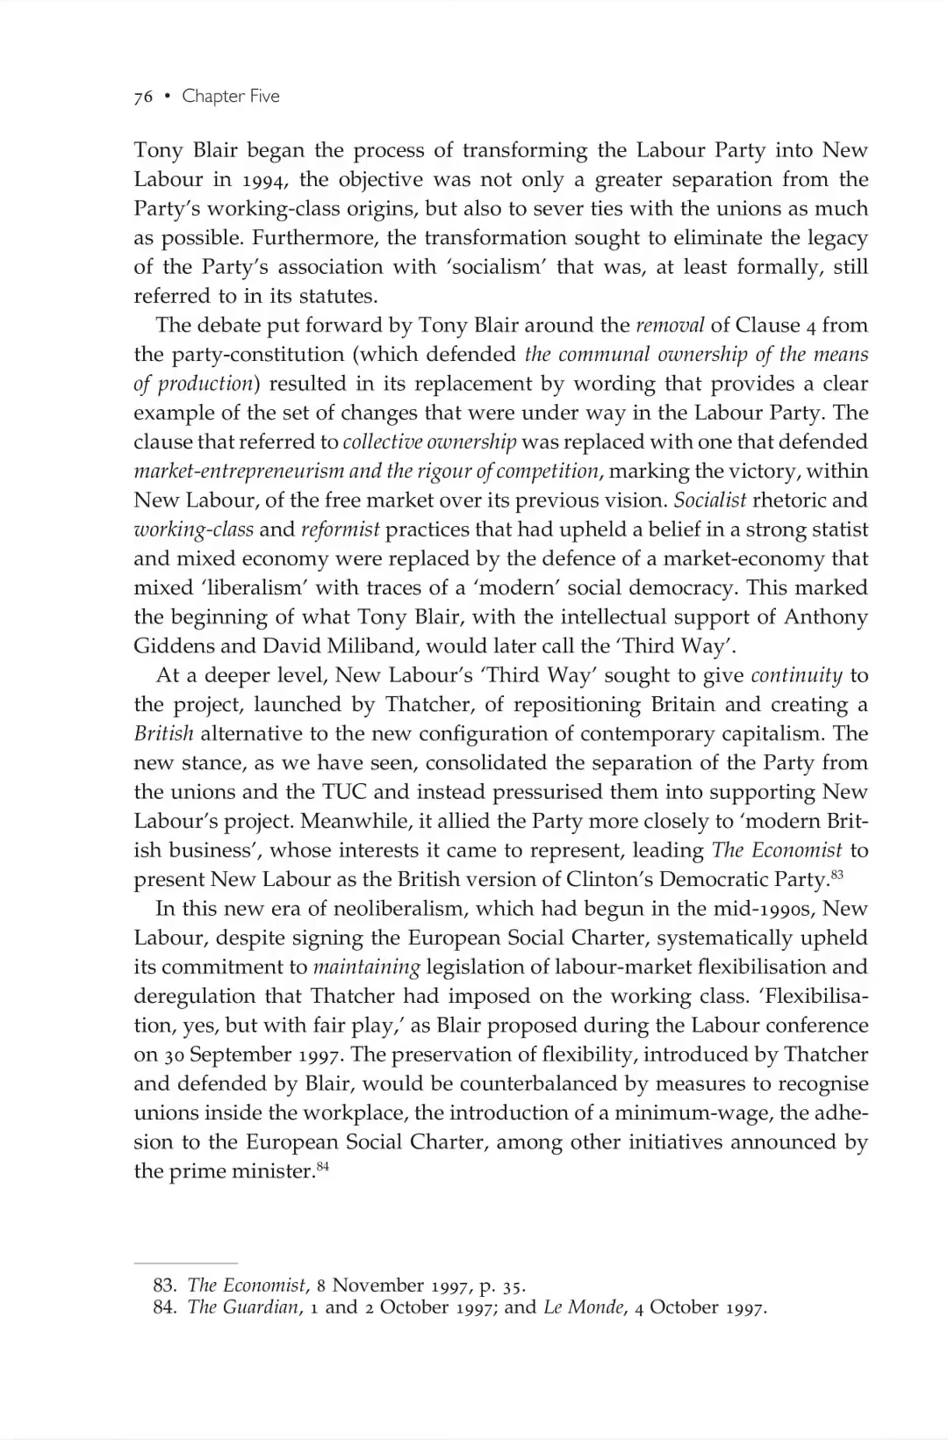 76 • Chapter Five
Tony Blair began the process of transforming the Labour Party into New
Labour in 1994, the objective was not only a greater separation from the
Party’s working-class origins, but also to sever ties with the unions as much
as possible. Furthermore, the transformation sought to eliminate the legacy
of the Party’s association with ‘socialism’ that was, at least formally, still
referred to in its statutes.
The debate put forward by Tony Blair around the removal of Clause 4 from
the party-constitution (which defended the communal ownership of the means
of production) resulted in its replacement by wording that provides a clear
example of the set of changes that were under way in the Labour Party. The
clause that referred to collective ownership was replaced with one that defended
market-entrepreneurism and the rigour of competition, marking the victory, within
New Labour, of the free market over its previous vision. Socialist rhetoric and
working-class and reformist practices that had upheld a belief in a strong statist
and mixed economy were replaced by the defence of a market-economy that
mixed ‘liberalism’ with traces of a ‘modern’ social democracy. This marked
the beginning of what Tony Blair, with the intellectual support of Anthony
Giddens and David Miliband, would later call the ‘Third Way’.
At a deeper level, New Labour’s ‘Third Way’ sought to give continuity to
the project, launched by Thatcher, of repositioning Britain and creating a
British alternative to the new configuration of contemporary capitalism. The
new stance, as we have seen, consolidated the separation of the Party from
the unions and the TUC and instead pressurised them into supporting New
Labour’s project. Meanwhile, it allied the Party more closely to ‘modern Brit-
ish business’, whose interests it came to represent, leading The Economist to
present New Labour as the British version of Clinton’s Democratic Party.83
In this new era of neoliberalism, which had begun in the mid-1990s, New
Labour, despite signing the European Social Charter, systematically upheld
its commitment to maintaining legislation of labour-market flexibilisation and
deregulation that Thatcher had imposed on the working class. ‘Flexibilisa-
tion, yes, but with fair play,’ as Blair proposed during the Labour conference
on 30 September 1997. The preservation of flexibility, introduced by Thatcher
and defended by Blair, would be counterbalanced by measures to recognise
unions inside the workplace, the introduction of a minimum-wage, the adhe-
sion to the European Social Charter, among other initiatives announced by
the prime minister.84
83. The Economist, 8 November 1997, p. 35.
84. The Guardian, 1 and 2 October 1997; and Le Monde, 4 October 1997.